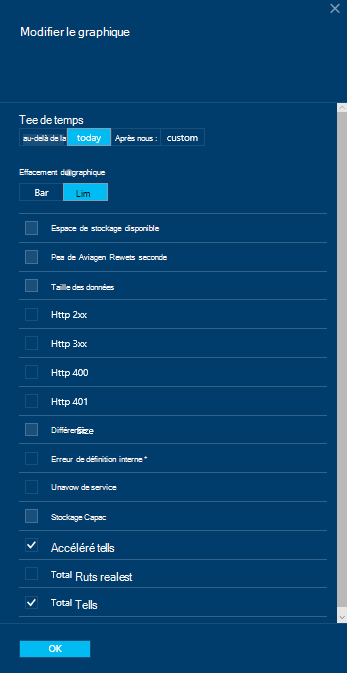 Modifier le graphique
Tee de temps
au-delà de la today Après nous : custom
Effacement du graphique
Bar Lim
Espace de stockage disponible
Pea de Aviagen Rewets seconde
Taille des données
Http 2xx
Http 3xx
Http 400
Http 401
Différence Size
Erreur de définition interne *
Unavow de service
Stockage Capac
Accéléré tells
Total Ruts realest
Total Tells
OK